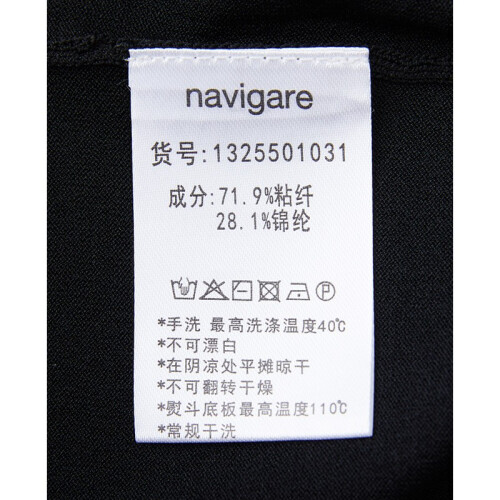 navigare
货号:1325501031
成分:71.9%粘纤
28.1%锦纶
P
*手洗 最高洗涤温度40℃
*不可漂白
*在阴凉处平摊晾干
*不可翻转干燥
*熨斗底板最高温度110℃
*常规干洗